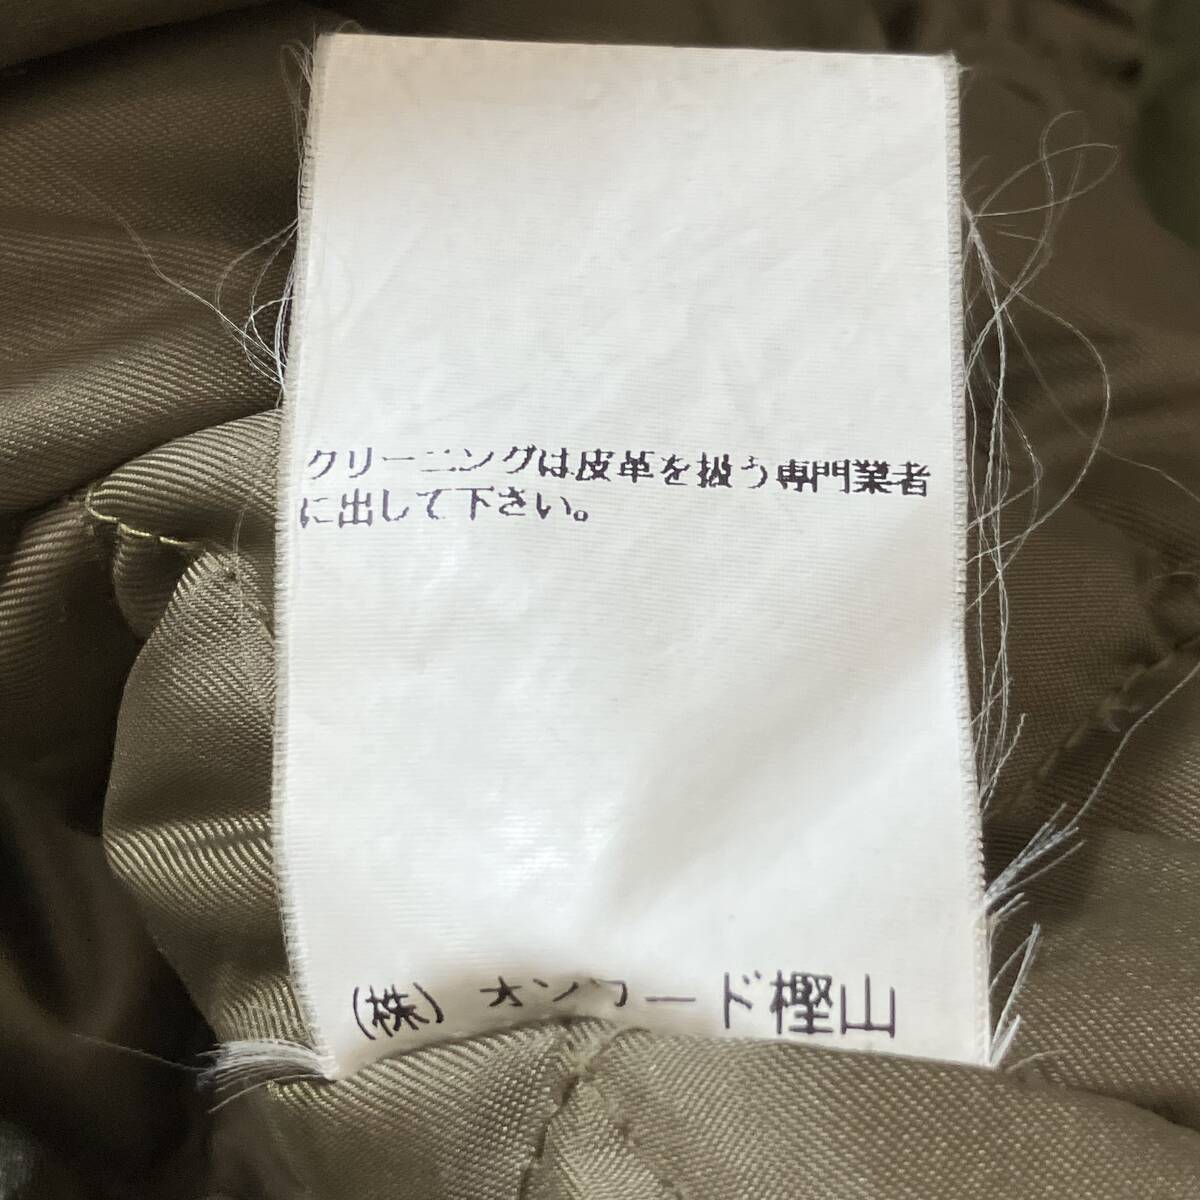 クリーニングは皮革を扱う専門業者
に出して下さい。
(株) オンワード樫山